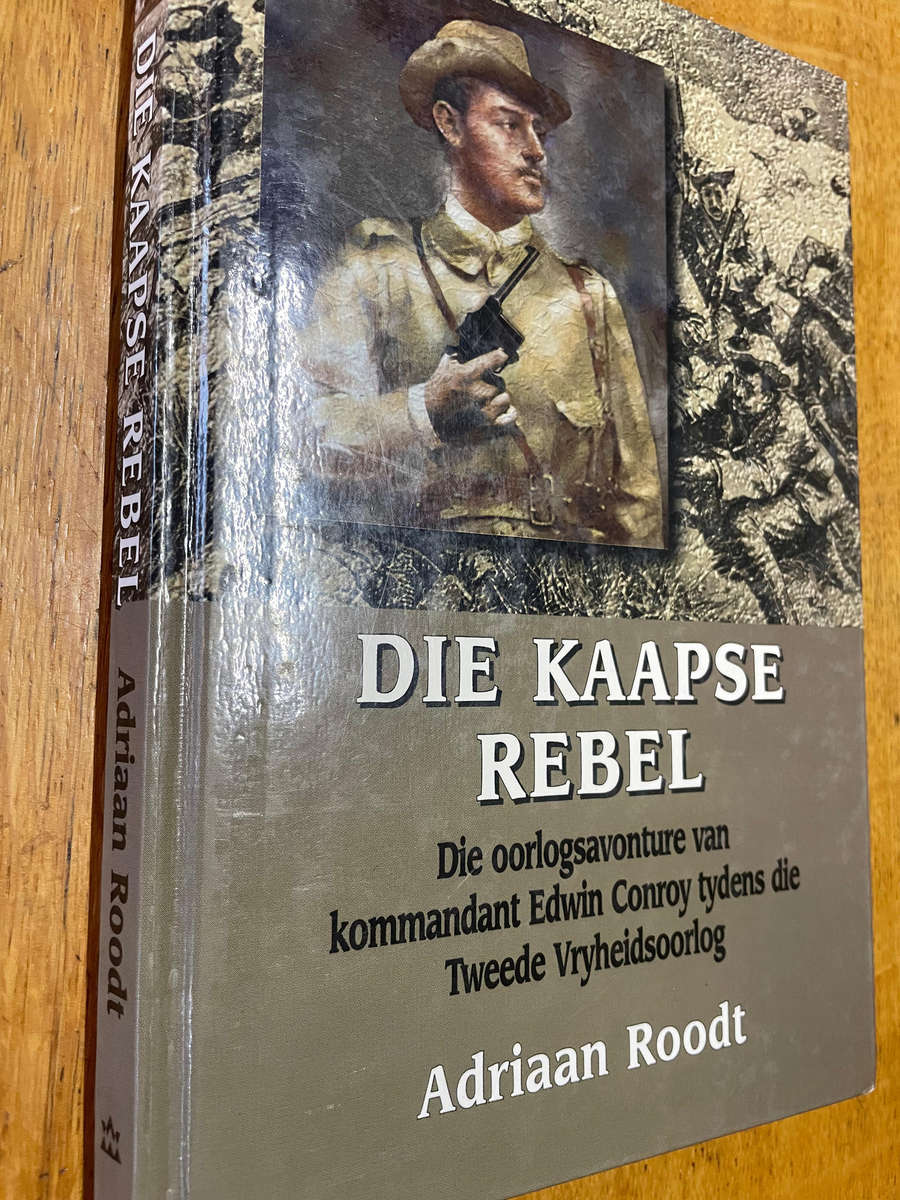 DIE KAAPSE REBEL Adriaan Roodt
DIE KAAPSE
REBEL
Die oorlogsavonture van
kommandant Edwin Conroy tydens die
Tweede Vryheidsoorlog
Adriaan Roodt